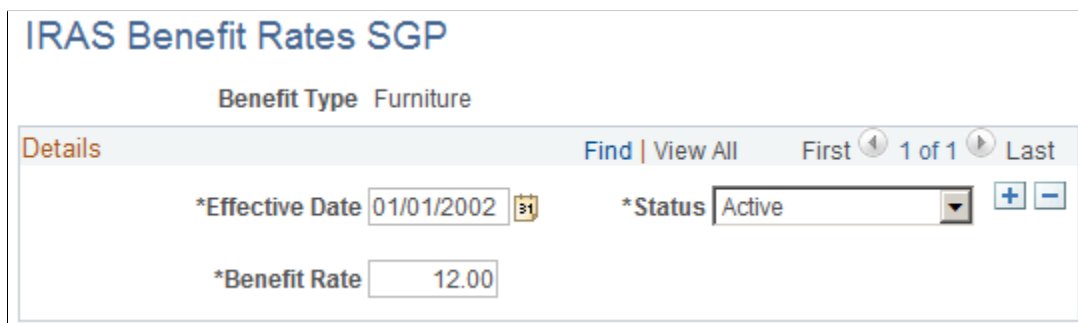 IRAS Benefit Rates SGP
Benefit Type Furniture
Details Find | View All First 1 of 1 Last
*Effective Date 01/01/2002 31 *Status Active + −
*Benefit Rate 12.00